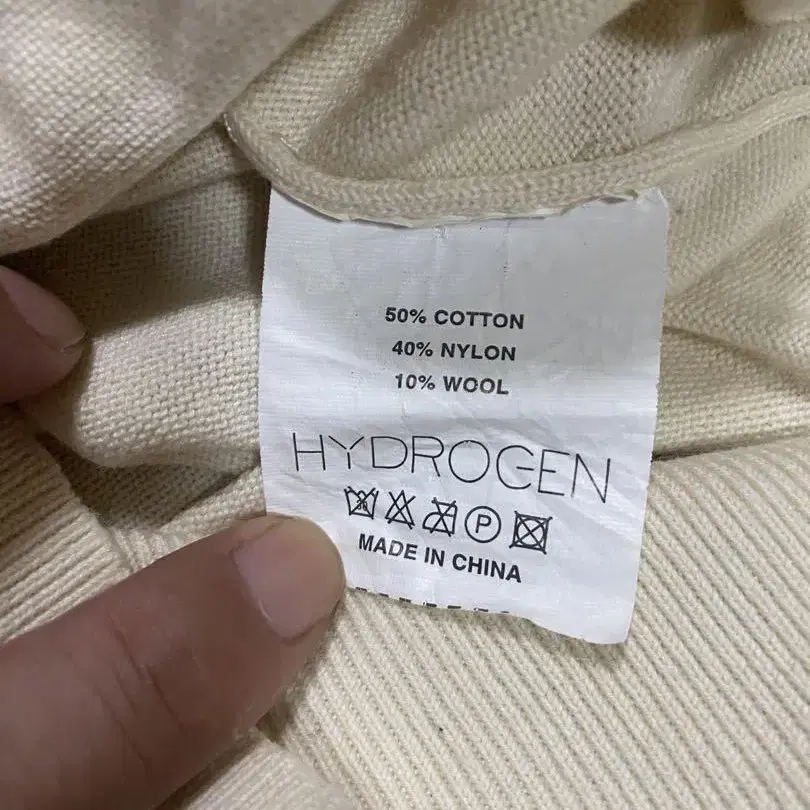 50% COTTON
40% NYLON
10% WOOL
HYDROGEN
P
MADE IN CHINA